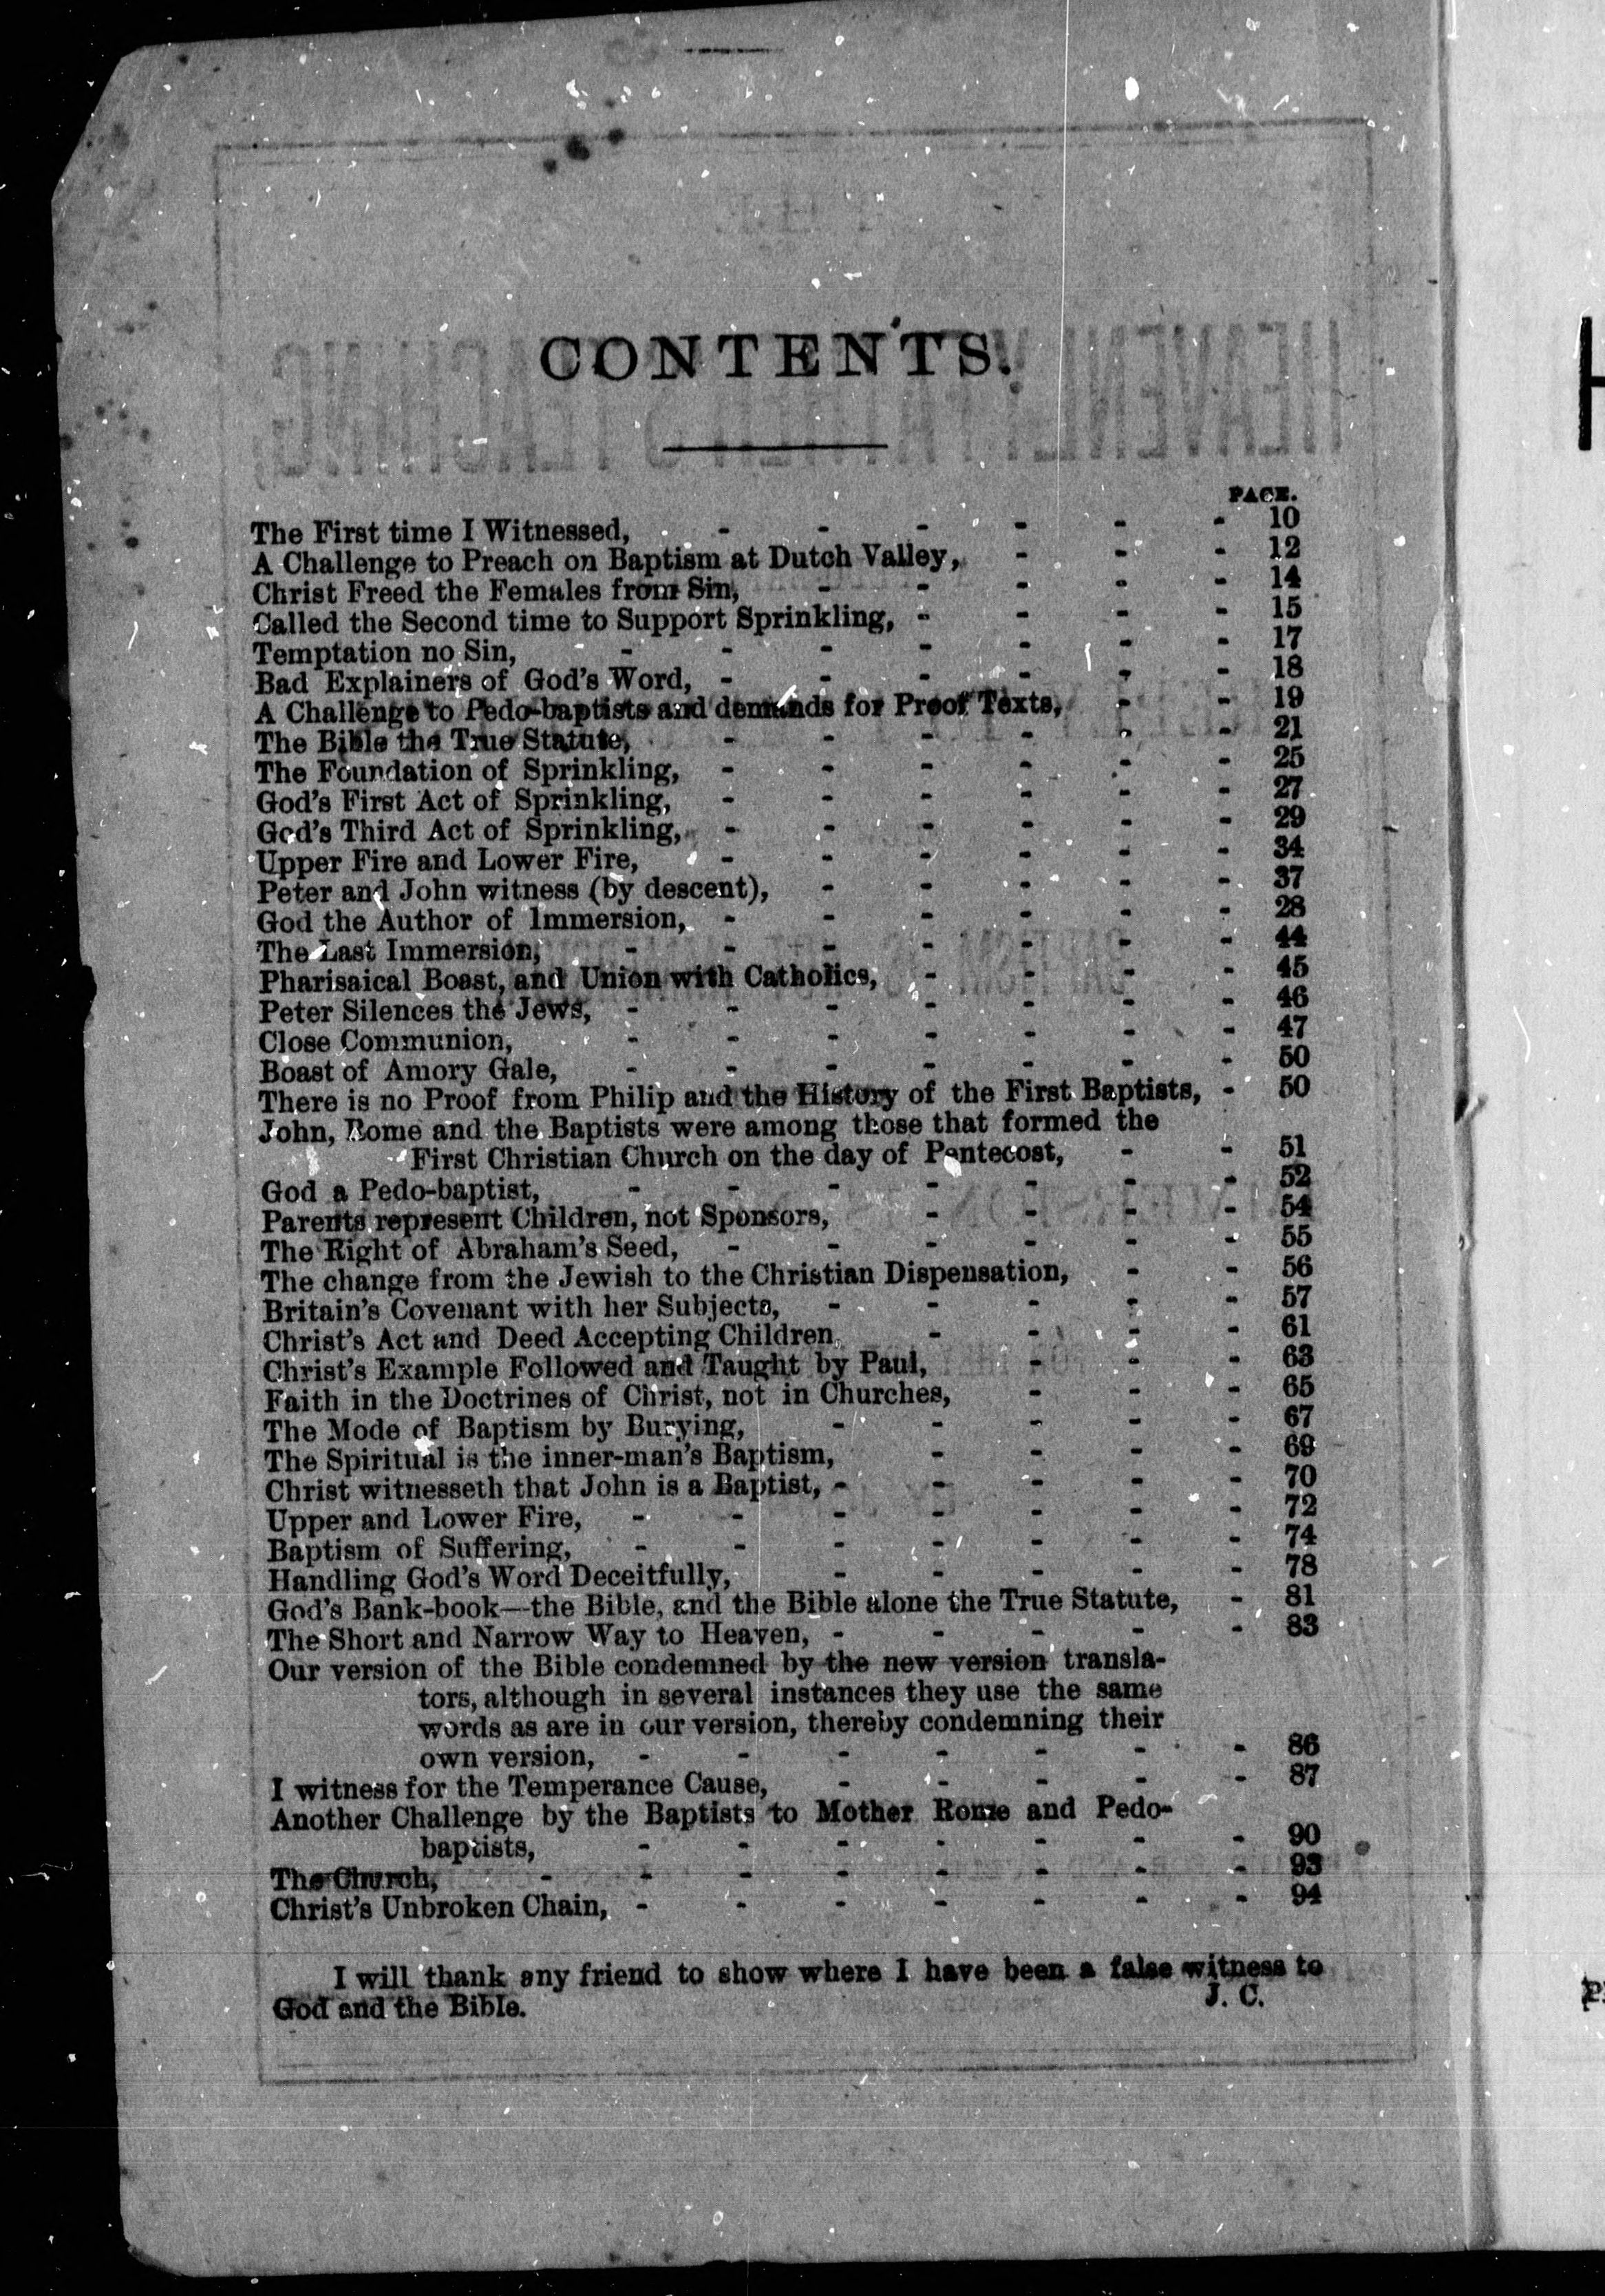 CONTENTS.
PAGE.
The First time I Witnessed, - - - - - - 10
A Challenge to Preach on Baptism at Dutch Valley, - - - 12
Christ Freed the Females from Sin, - - - - - 14
Called the Second time to Support Sprinkling, - - - - 15
Temptation no Sin, - - - - - - - 17
Bad Explainers of God's Word, - - - - - - 18
A Challenge to Pedo-baptists and demands for Proof Texts, - - 19
The Bible the True Statute, - - - - - - 21
The Foundation of Sprinkling, - - - - - - 25
God's First Act of Sprinkling, - - - - - - 27
God's Third Act of Sprinkling, - - - - - - 29
Upper Fire and Lower Fire, - - - - - - 34
Peter and John witness (by descent), - - - - - 37
God the Author of Immersion, - - - - - - 28
The Last Immersion, - - - - - - - 44
Pharisaical Boast, and Union with Catholics, - - - - 45
Peter Silences the Jews, - - - - - - - 46
Close Communion, - - - - - - - 47
Boast of Amory Gale, - - - - - - - 50
There is no Proof from Philip and the History of the First Baptists, - 50
John, Rome and the Baptists were among those that formed the
First Christian Church on the day of Pentecost, - - 51
God a Pedo-baptist, - - - - - - - 52
Parents represent Children, not Sponsors, - - - - 54
The Right of Abraham's Seed, - - - - - - 55
The change from the Jewish to the Christian Dispensation, - - 56
Britain's Covenant with her Subjects, - - - - - 57
Christ's Act and Deed Accepting Children, - - - - 61
Christ's Example Followed and Taught by Paul, - - - 63
Faith in the Doctrines of Christ, not in Churches, - - - 65
The Mode of Baptism by Burying, - - - - - 67
The Spiritual is the inner-man's Baptism, - - - - 69
Christ witnesseth that John is a Baptist, - - - - - 70
Upper and Lower Fire, - - - - - - - 72
Baptism of Suffering, - - - - - - - 74
Handling God's Word Deceitfully, - - - - - 78
God's Bank-book—the Bible, and the Bible alone the True Statute, - 81
The Short and Narrow Way to Heaven, - - - - - 83
Our version of the Bible condemned by the new version transla-
tors, although in several instances they use the same
words as are in our version, thereby condemning their
own version, - - - - - - - 86
I witness for the Temperance Cause, - - - - - 87
Another Challenge by the Baptists to Mother Rome and Pedo-
baptists, - - - - - - - 90
The Church, - - - - - - - - 93
Christ's Unbroken Chain, - - - - - - - 94
I will thank any friend to show where I have been a false witness to
God and the Bible. J. C.